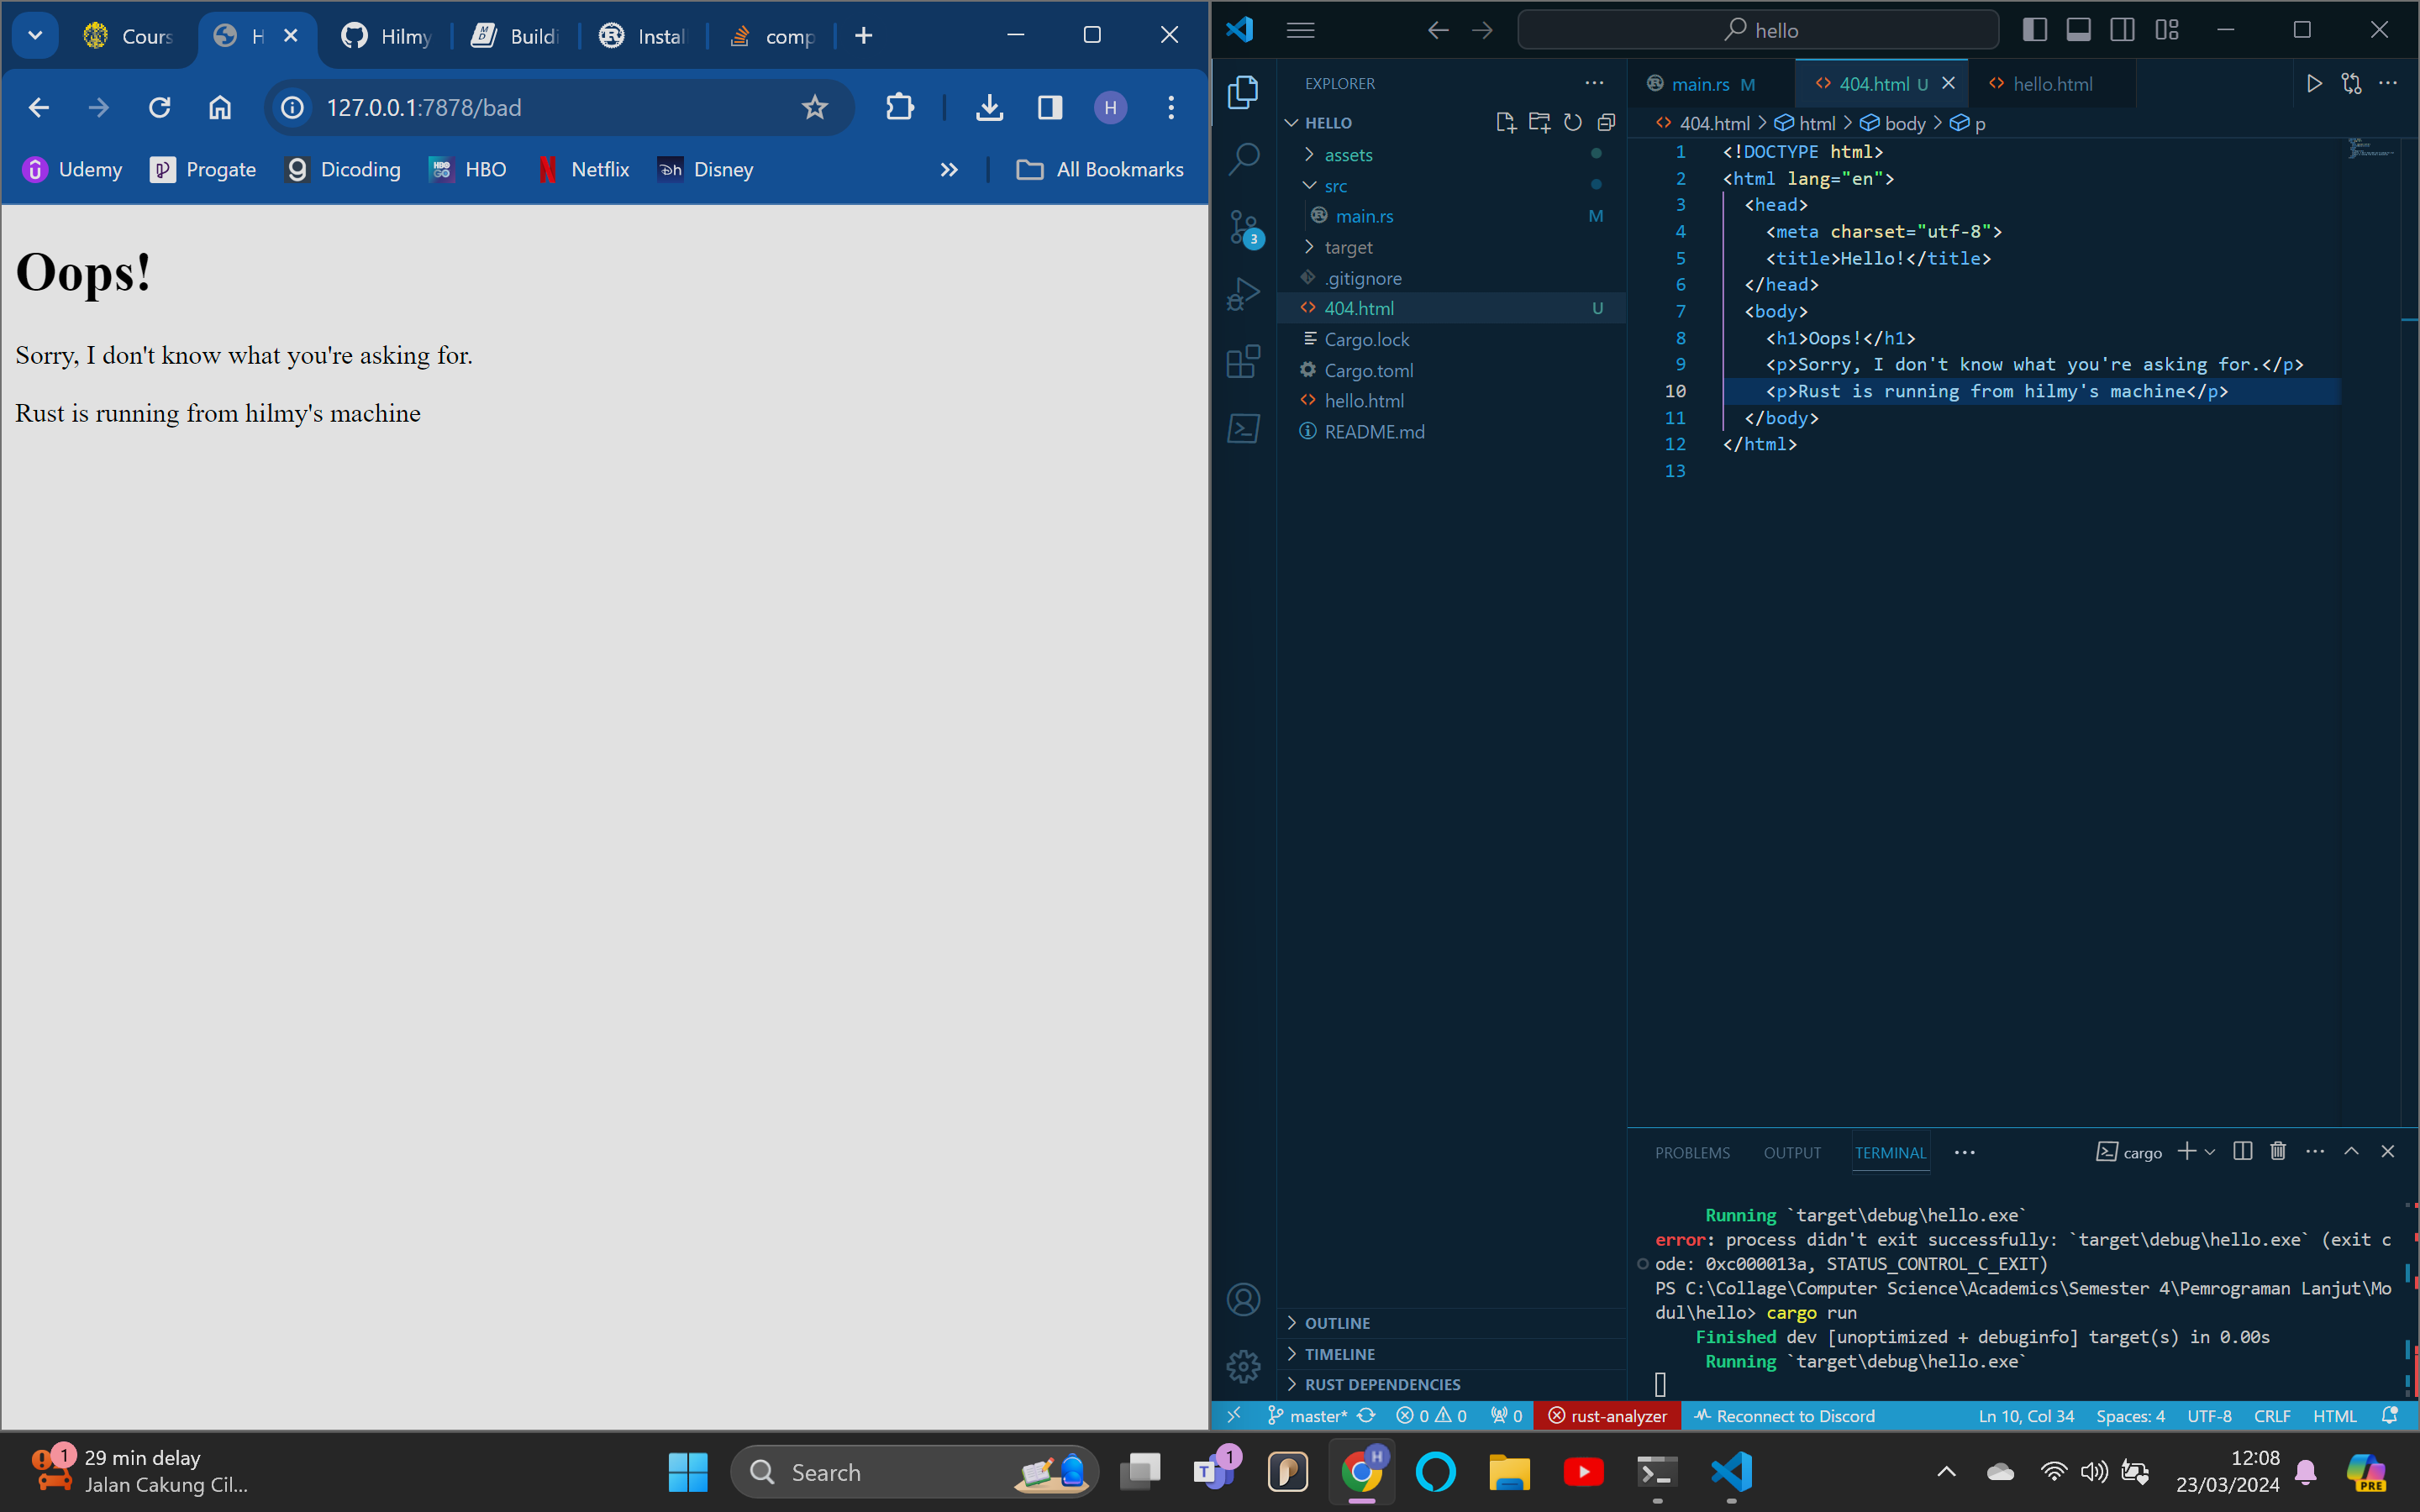 Cours
H
Hilmy
Buildi
Instal
comp
127.0.0.1:7878/bad
H
Udemy
Progate
Dicoding
HBO
Netflix
Disney
All Bookmarks
Oops!
Sorry, I don't know what you're asking for.
Rust is running from hilmy's machine
hello
EXPLORER
HELLO
assets
src
main.rs M
target
.gitignore
404.html U
Cargo.lock
Cargo.toml
hello.html
README.md
3
OUTLINE
TIMELINE
RUST DEPENDENCIES
main.rs M
404.html U
hello.html
404.html > html > body > p
1 <!DOCTYPE html>
2 <html lang="en">
3 <head>
4 <meta charset="utf-8">
5 <title>Hello!</title>
6 </head>
7 <body>
8 <h1>Oops!</h1>
9 <p>Sorry, I don't know what you're asking for.</p>
10 <p>Rust is running from hilmy's machine</p>
11 </body>
12 </html>
13
PROBLEMS OUTPUT TERMINAL
cargo
Running `target\debug\hello.exe`
error: process didn't exit successfully: `target\debug\hello.exe` (exit c
ode: 0xc000013a, STATUS_CONTROL_C_EXIT)
PS C:\Collage\Computer Science\Academics\Semester 4\Pemrograman Lanjut\Mo
dul\hello> cargo run
Finished dev [unoptimized + debuginfo] target(s) in 0.00s
Running `target\debug\hello.exe`
master* 0 0 0 rust-analyzer Reconnect to Discord Ln 10, Col 34 Spaces: 4 UTF-8 CRLF HTML
1
29 min delay
Jalan Cakung Cil...
Search
1
H
12:08
23/03/2024
PRE